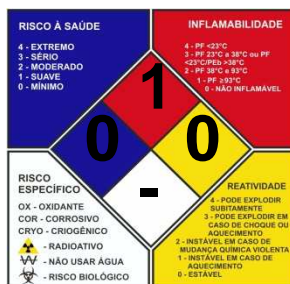 RISCO À SAÚDE
4 - EXTREMO
3 - SÉRIO
2 - MODERADO
1 - SUAVE
0 - MÍNIMO
INFLAMABILIDADE
4 - PF <23°C
3 - PF 23°C a 38°C ou PF
<23°C/PEb >38°C
2 - PF 38°C e 93°C
1 - PF ≥93°C
0 - NÃO INFLAMÁVEL
1
0
0
-
RISCO
ESPECÍFICO
OX - OXIDANTE
COR - CORROSIVO
CRYO - CRIOGÊNICO
- RADIOATIVO
W - NÃO USAR ÁGUA
- RISCO BIOLÓGICO
REATIVIDADE
4 - PODE EXPLODIR
SUBITAMENTE
3 - PODE EXPLODIR EM
CASO DE CHOQUE OU
AQUECIMENTO
2 - INSTÁVEL EM CASO DE
MUDANÇA QUÍMICA VIOLENTA
1 - INSTÁVEL EM CASO DE
AQUECIMENTO
0 - ESTÁVEL